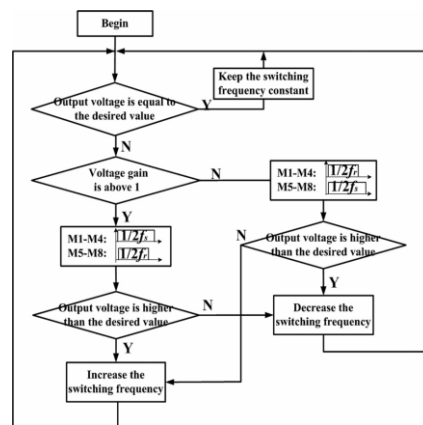 Begin
Keep the switching
frequency constant
Output voltage is equal to
the desired value
Y
N
Voltage gain
is above 1
N
M1-M4: 1/2fr
M5-M8: 1/2fs
Y
M1-M4: 1/2fs
M5-M8: 1/2fr
N
Output voltage is higher
than the desired value
Y
Output voltage is higher
than the desired value
N
Decrease the
switching frequency
Y
Increase the
switching frequency